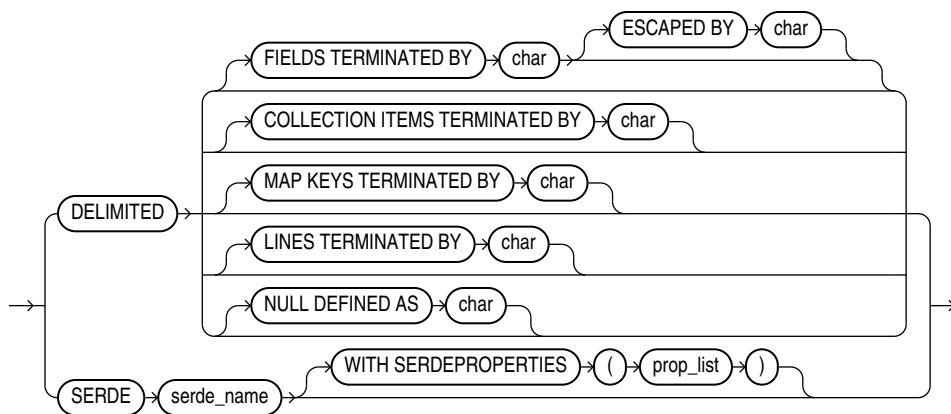 FIELDS TERMINATED BY char ESCAPED BY char
COLLECTION ITEMS TERMINATED BY char
MAP KEYS TERMINATED BY char
DELIMITED
LINES TERMINATED BY char
NULL DEFINED AS char
SERDE serde_name WITH SERDEPROPERTIES ( prop_list )